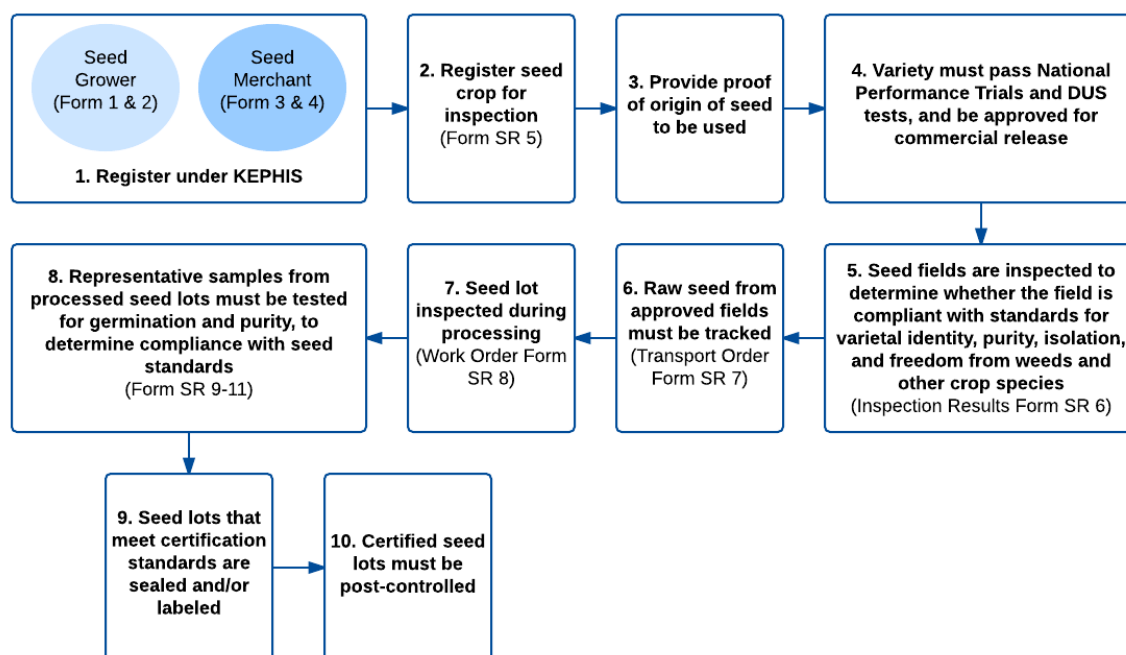 Seed
Grower
(Form 1 & 2)
Seed
Merchant
(Form 3 & 4)
1. Register under KEPHIS
2. Register seed
crop for
inspection
(Form SR 5)
3. Provide proof
of origin of seed
to be used
4. Variety must pass National
Performance Trials and DUS
tests, and be approved for
commercial release
5. Seed fields are inspected to
determine whether the field is
compliant with standards for
varietal identity, purity, isolation,
and freedom from weeds and
other crop species
(Inspection Results Form SR 6)
6. Raw seed from
approved fields
must be tracked
(Transport Order
Form SR 7)
7. Seed lot
inspected during
processing
(Work Order Form
SR 8)
8. Representative samples from
processed seed lots must be tested
for germination and purity, to
determine compliance with seed
standards
(Form SR 9-11)
9. Seed lots that
meet certification
standards are
sealed and/or
labeled
10. Certified seed
lots must be
post-controlled